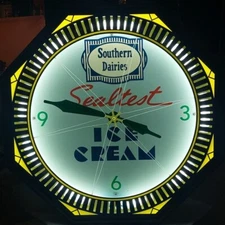 Southern
Dairies
Sealtest
9
3
ICE
CREAM
6